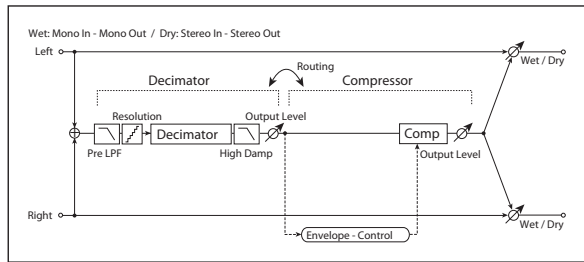 Wet: Mono In - Mono Out / Dry: Stereo In - Stereo Out
Left
Wet / Dry
Routing
Decimator
Compressor
Resolution
Output Level
Decimator
Comp
Pre LPF
High Damp
Output Level
Right
Envelope - Control
Wet / Dry